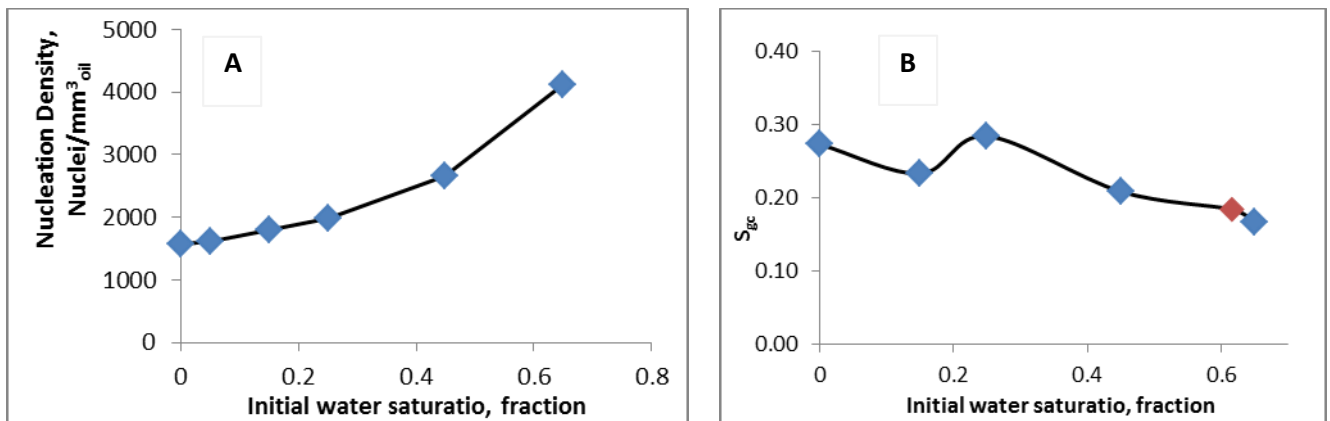 A
Nucleation Density,
Nuclei/mm³oil
5000
4000
3000
2000
1000
0
0 0.2 0.4 0.6 0.8
Initial water saturatio, fraction
B
Sgc
0.40
0.30
0.20
0.10
0.00
0 0.2 0.4 0.6
Initial water saturatio, fraction